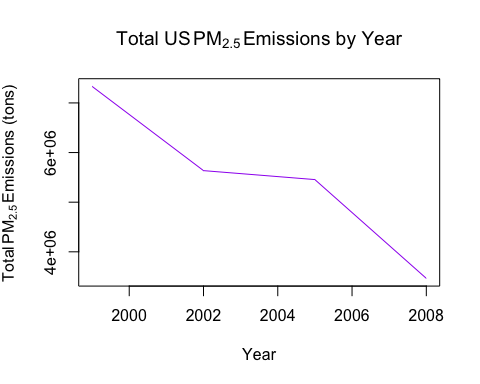 Total US PM2.5 Emissions by Year
Total PM2.5 Emissions (tons)
6e+06
4e+06
2000 2002 2004 2006 2008
Year